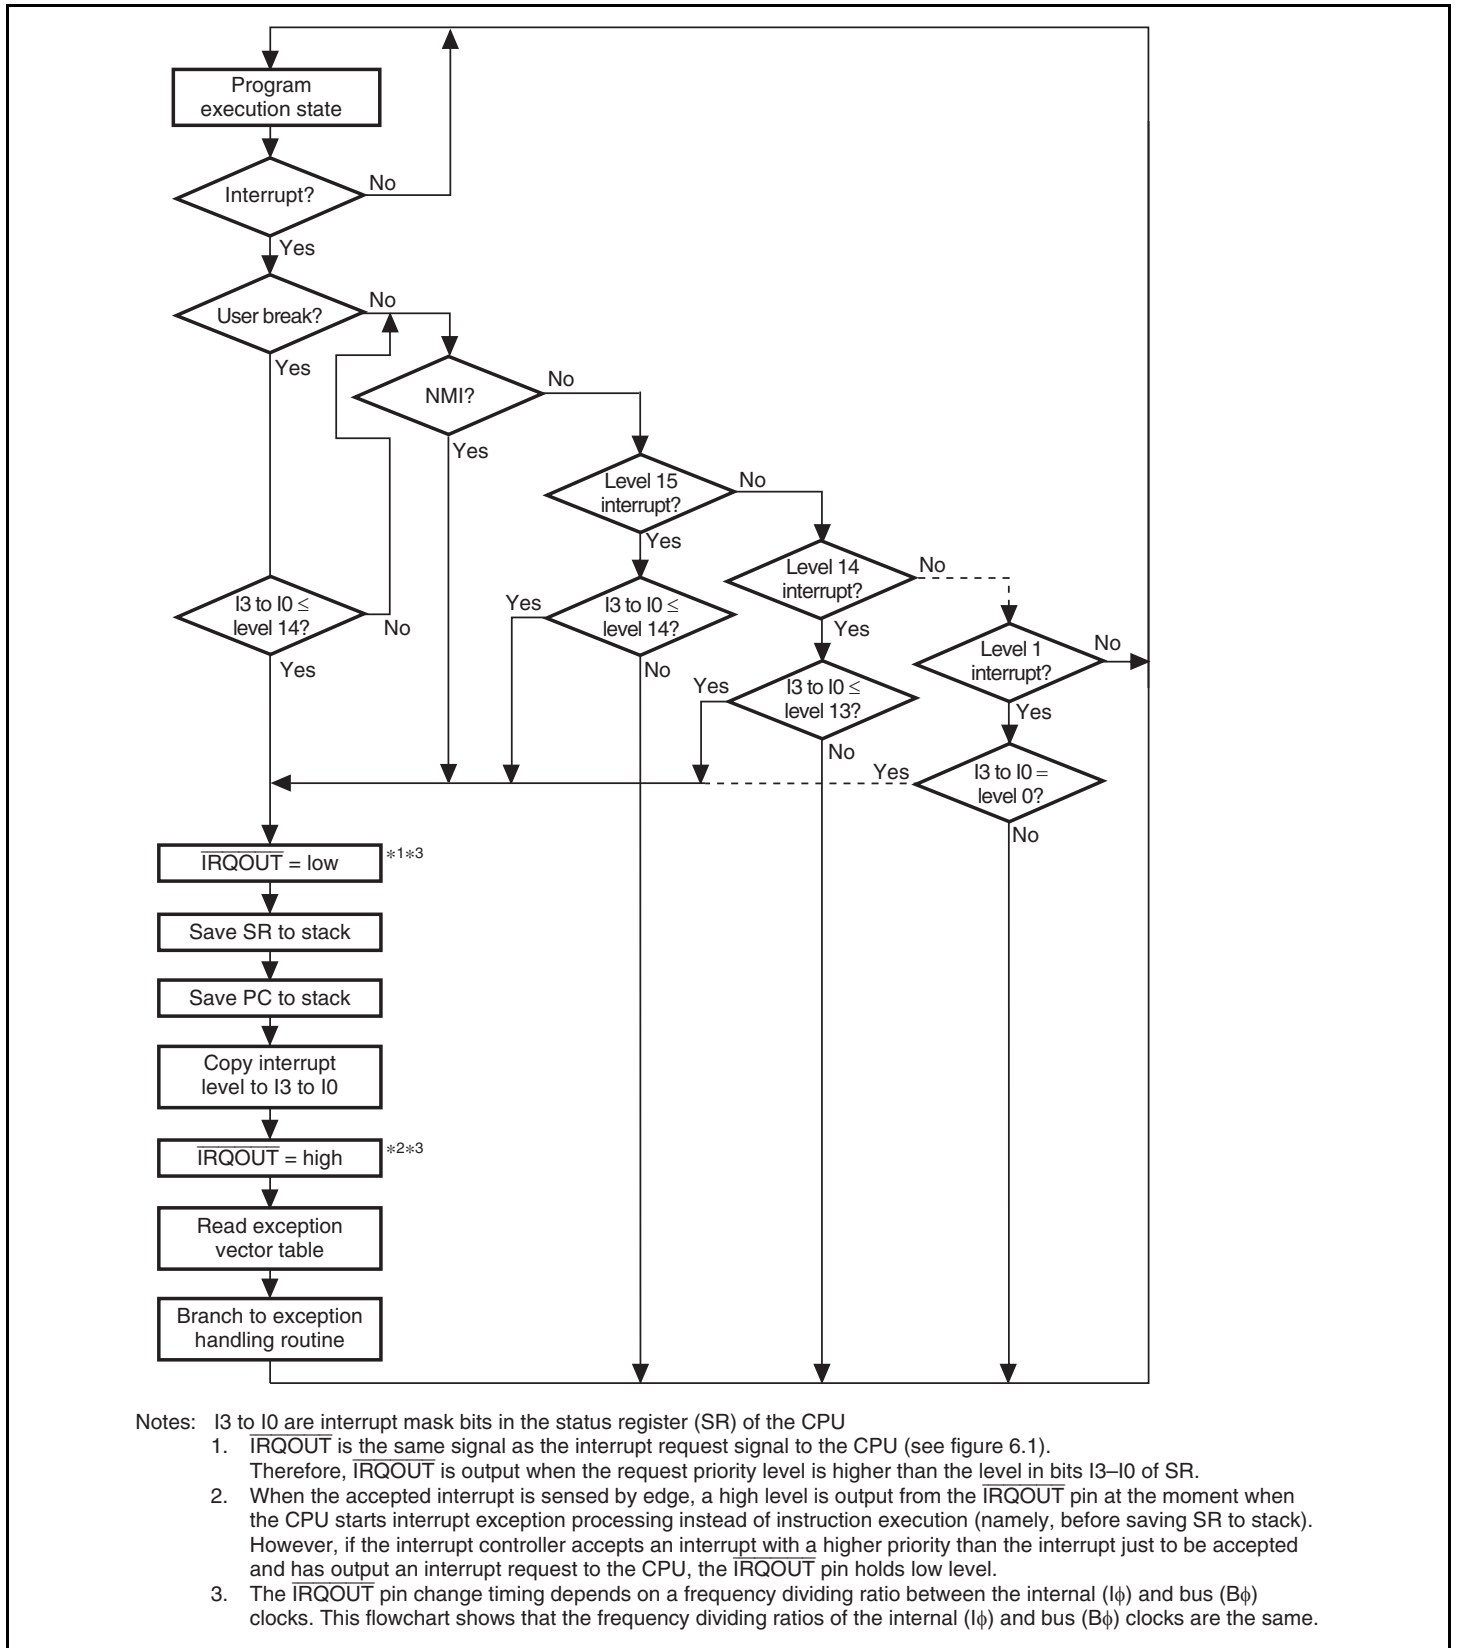 Program
execution state
Interrupt?
No
Yes
User break?
No
Yes
NMI?
No
Yes
Level 15
interrupt?
No
Yes
Level 14
interrupt?
No
Yes
I3 to I0 ≤
level 14?
No
Yes
I3 to I0 ≤
level 14?
Yes
No
Level 1
interrupt?
No
Yes
I3 to I0 ≤
level 13?
Yes
No
I3 to I0 =
level 0?
Yes
No
IRQOUT = low
*1*3
Save SR to stack
Save PC to stack
Copy interrupt
level to I3 to I0
IRQOUT = high
*2*3
Read exception
vector table
Branch to exception
handling routine
Notes: I3 to I0 are interrupt mask bits in the status register (SR) of the CPU
1. IRQOUT is the same signal as the interrupt request signal to the CPU (see figure 6.1).
Therefore, IRQOUT is output when the request priority level is higher than the level in bits I3–I0 of SR.
2. When the accepted interrupt is sensed by edge, a high level is output from the IRQOUT pin at the moment when
the CPU starts interrupt exception processing instead of instruction execution (namely, before saving SR to stack).
However, if the interrupt controller accepts an interrupt with a higher priority than the interrupt just to be accepted
and has output an interrupt request to the CPU, the IRQOUT pin holds low level.
3. The IRQOUT pin change timing depends on a frequency dividing ratio between the internal (Iϕ) and bus (Bϕ)
clocks. This flowchart shows that the frequency dividing ratios of the internal (Iϕ) and bus (Bϕ) clocks are the same.